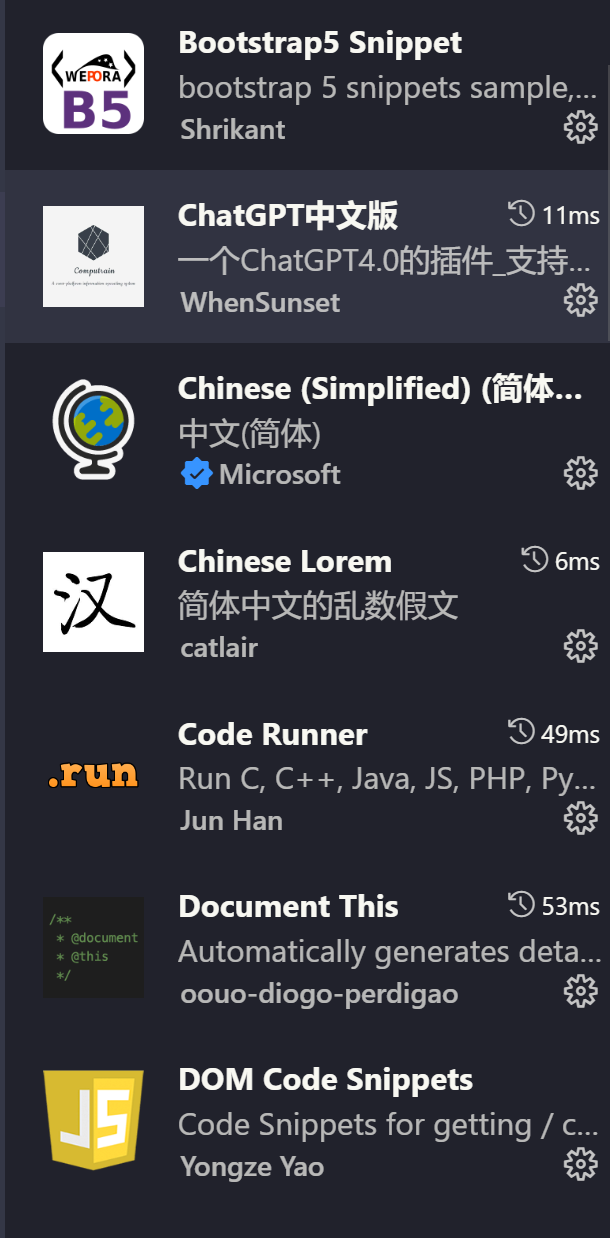 Bootstrap5 Snippet
WEPORA
bootstrap 5 snippets sample,...
B5
Shrikant
ChatGPT中文版 11ms
一个ChatGPT4.0的插件_支持...
Computrain
WhenSunset
Chinese (Simplified) (简体...
中文(简体)
Microsoft
Chinese Lorem 6ms
汉
简体中文的乱数假文
catlair
Code Runner 49ms
.run
Run C, C++, Java, JS, PHP, Py...
Jun Han
Document This 53ms
/**
* @document
* @this
*/
Automatically generates deta...
oouo-diogo-perdigao
DOM Code Snippets
JS
Code Snippets for getting / c...
Yongze Yao